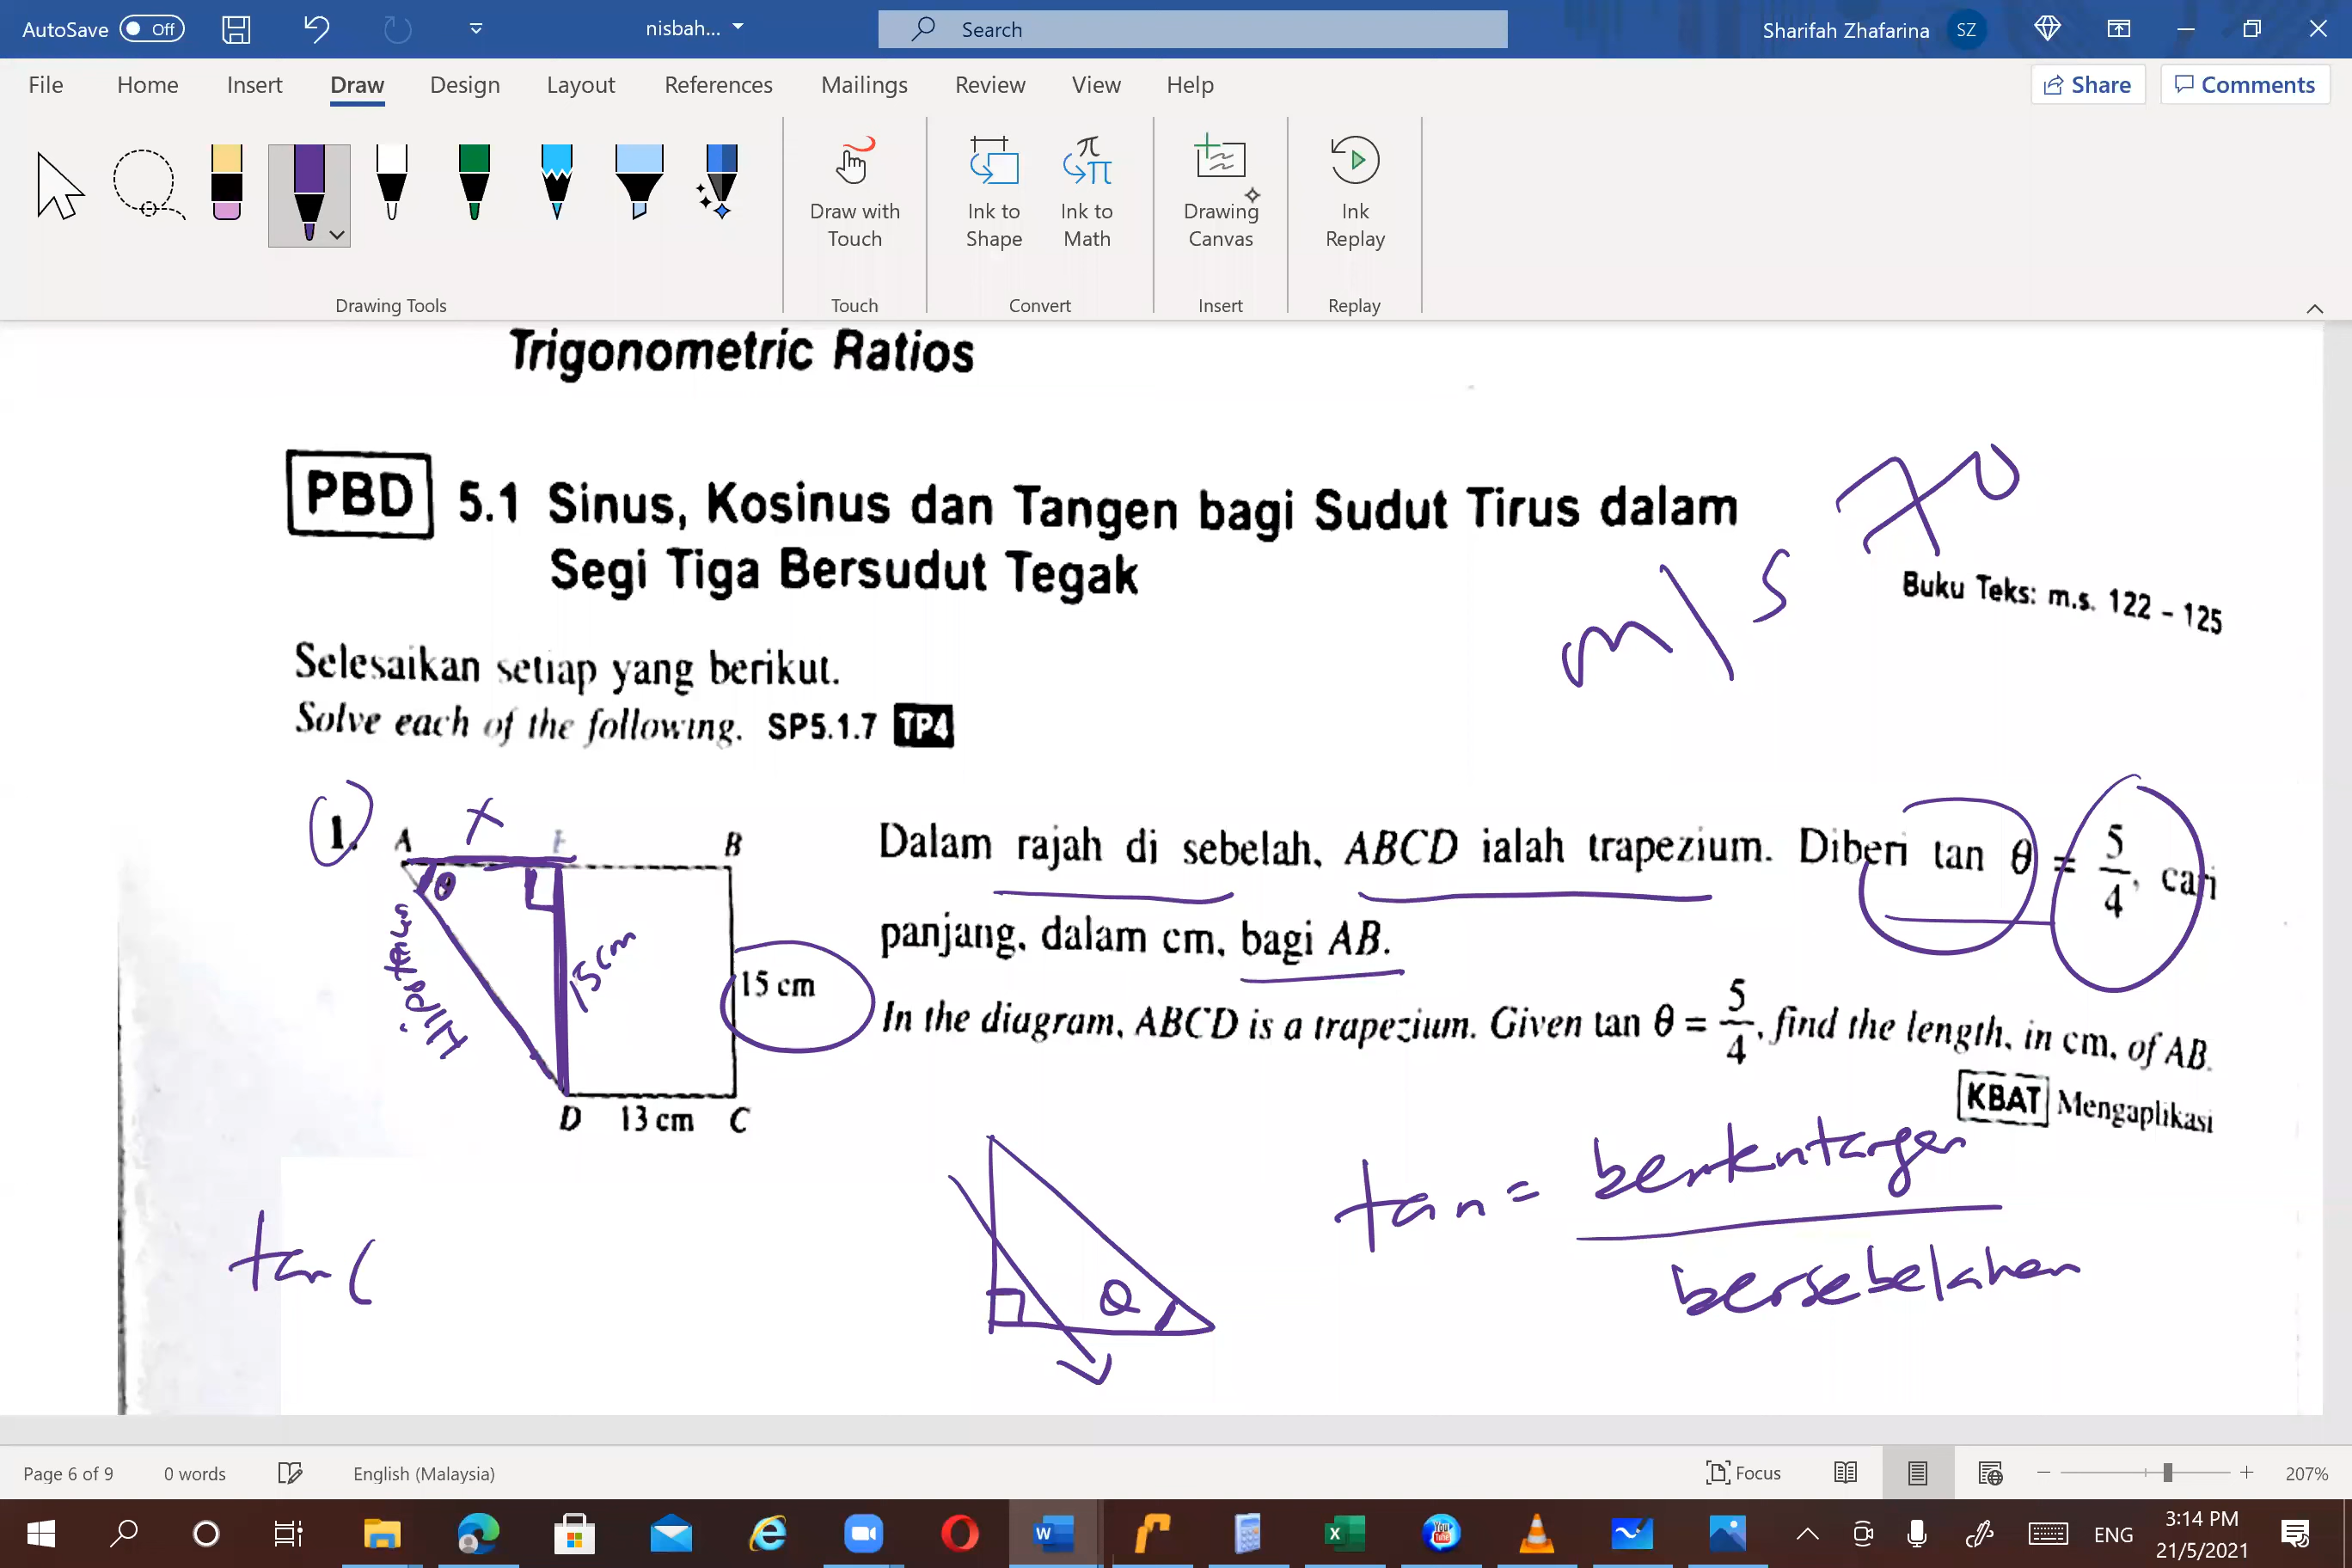 AutoSave Off nisbah... Search Sharifah Zhafarina SZ
File Home Insert Draw Design Layout References Mailings Review View Help Share Comments
Draw with Touch
Ink to Shape
Ink to Math
Drawing Canvas
Ink Replay
Drawing Tools Touch Convert Insert Replay
Trigonometric Ratios
PBD 5.1 Sinus, Kosinus dan Tangen bagi Sudut Tirus dalam
Segi Tiga Bersudut Tegak
m/s 70
Buku Teks: m.s. 122 – 125
Selesaikan setiap yang berikut.
Solve each of the following. SP5.1.7 TP4
1.
A x B
θ
15 cm
15 cm
D 13 cm C
Dalam rajah di sebelah, ABCD ialah trapezium. Diberi tan θ = 5/4, cari
panjang, dalam cm, bagi AB.
In the diagram, ABCD is a trapezium. Given tan θ = 5/4, find the length, in cm, of AB.
KBAT Mengaplikasi
tan =
bersebelahan
tan (
θ
Page 6 of 9 0 words English (Malaysia) Focus 207%
ENG 3:14 PM
21/5/2021